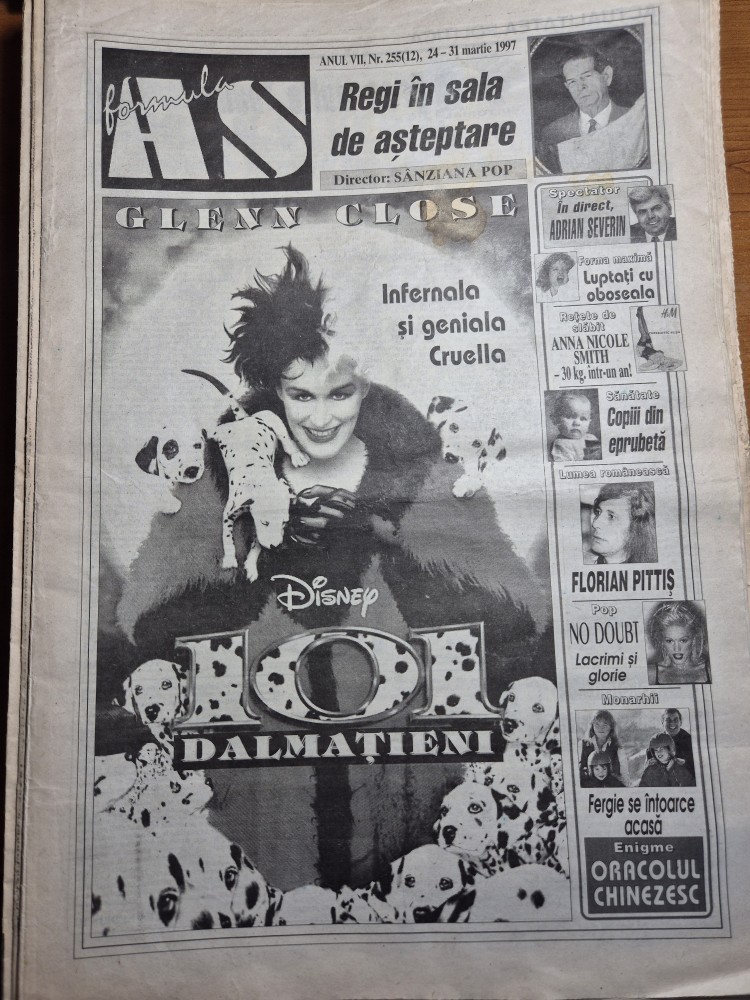 formula
AS
ANUL VII, Nr. 255(12), 24 – 31 martie 1997
Regi în sala
de așteptare
Director: SÂNZIANA POP
GLENN CLOSE
Infernala
și geniala
Cruella
Disney
101
DALMAȚIENI
Spectator
în direct,
ADRIAN SEVERIN
Forma maximă
Luptați cu
oboseala
Rețete de
slăbit
ANNA NICOLE
SMITH
– 30 kg. într-un an!
H&M
Sănătate
Copiii din
eprubetă
Lumea românească
FLORIAN PITTIȘ
Pop
NO DOUBT
Lacrimi și
glorie
Monarhii
Fergie se întoarce
acasă
Enigme
ORACOLUL
CHINEZESC